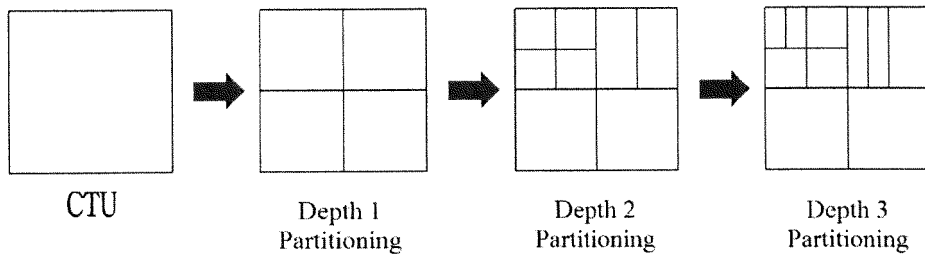 CTU
Depth 1
Partitioning
Depth 2
Partitioning
Depth 3
Partitioning